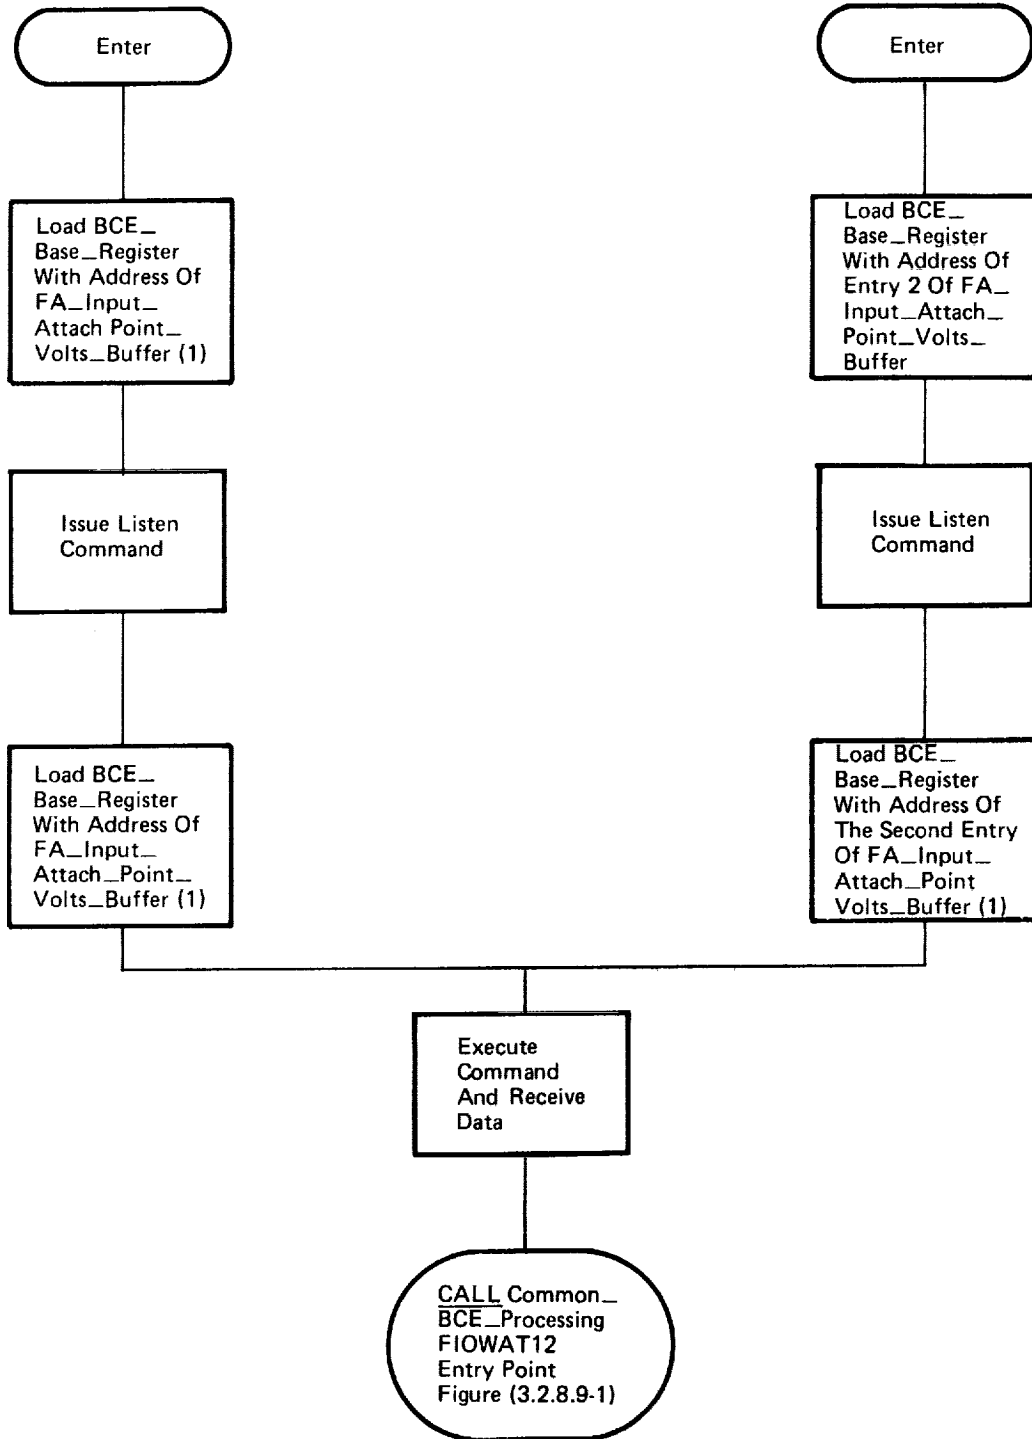 Enter
Load BCE_
Base_Register
With Address Of
FA_Input_
Attach Point_
Volts_Buffer (1)
Issue Listen
Command
Load BCE_
Base_Register
With Address Of
FA_Input_
Attach_Point_
Volts_Buffer (1)
Enter
Load BCE_
Base_Register
With Address Of
Entry 2 Of FA_
Input_Attach_
Point_Volts_
Buffer
Issue Listen
Command
Load BCE_
Base_Register
With Address Of
The Second Entry
Of FA_Input_
Attach_Point
Volts_Buffer (1)
Execute
Command
And Receive
Data
CALL Common_
BCE_Processing
FIOWAT12
Entry Point
Figure (3.2.8.9-1)